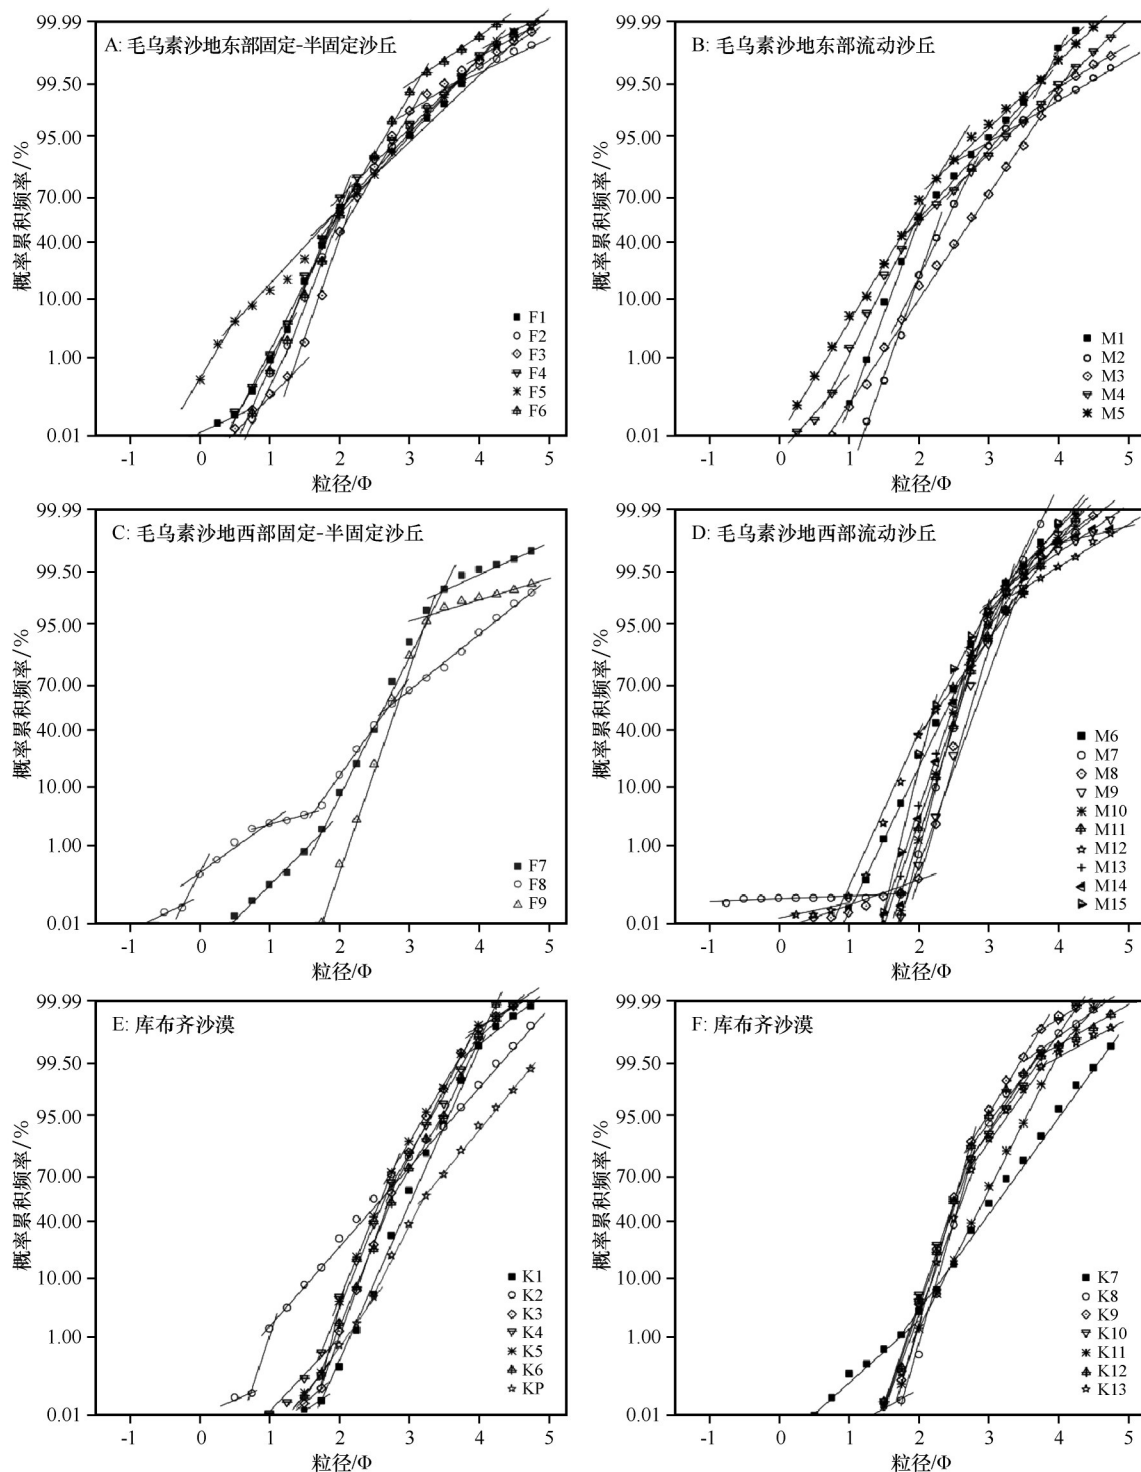 A: 毛乌素沙地东部固定-半固定沙丘
概率累积频率/%
99.99
99.50
95.00
70.00
40.00
10.00
1.00
0.01
F1
F2
F3
F4
F5
F6
-1 0 1 2 3 4 5
粒径/Φ
B: 毛乌素沙地东部流动沙丘
概率累积频率/%
99.99
99.50
95.00
70.00
40.00
10.00
1.00
0.01
M1
M2
M3
M4
M5
-1 0 1 2 3 4 5
粒径/Φ
C: 毛乌素沙地西部固定-半固定沙丘
概率累积频率/%
99.99
99.50
95.00
70.00
40.00
10.00
1.00
0.01
F7
F8
F9
-1 0 1 2 3 4 5
粒径/Φ
D: 毛乌素沙地西部流动沙丘
概率累积频率/%
99.99
99.50
95.00
70.00
40.00
10.00
1.00
0.01
M6
M7
M8
M9
M10
M11
M12
M13
M14
M15
-1 0 1 2 3 4 5
粒径/Φ
E: 库布齐沙漠
概率累积频率/%
99.99
99.50
95.00
70.00
40.00
10.00
1.00
0.01
K1
K2
K3
K4
K5
K6
KP
-1 0 1 2 3 4 5
粒径/Φ
F: 库布齐沙漠
概率累积频率/%
99.99
99.50
95.00
70.00
40.00
10.00
1.00
0.01
K7
K8
K9
K10
K11
K12
K13
-1 0 1 2 3 4 5
粒径/Φ